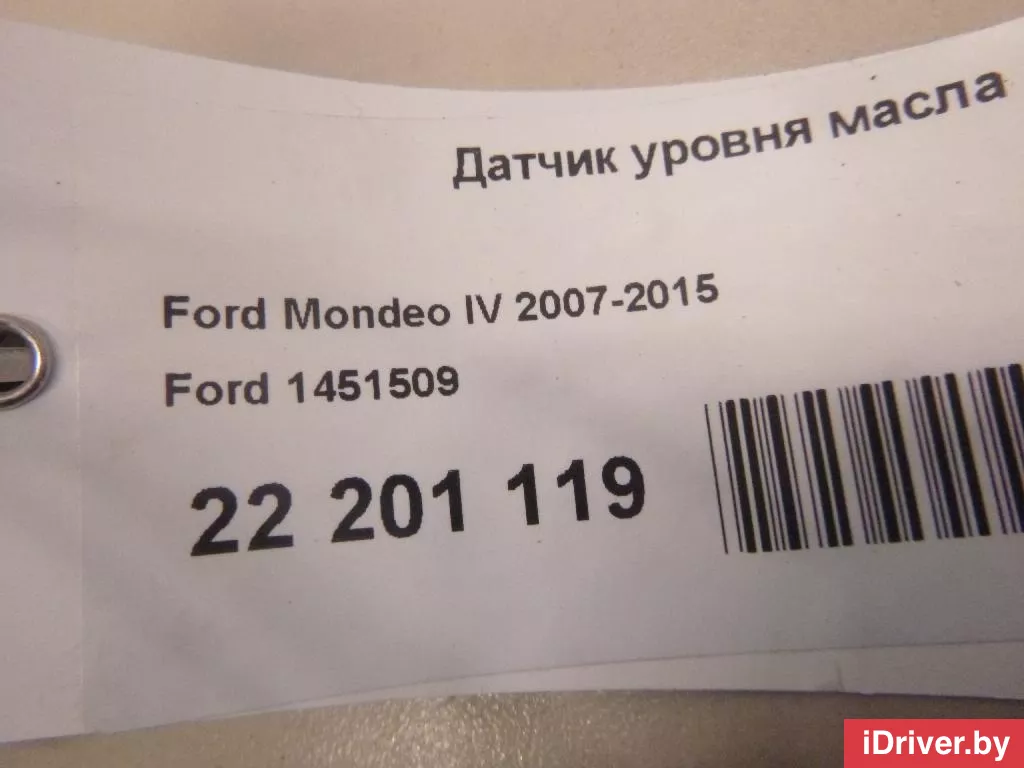 Датчик уровня масла
Ford Mondeo IV 2007-2015
Ford 1451509
22 201 119
iDriver.by